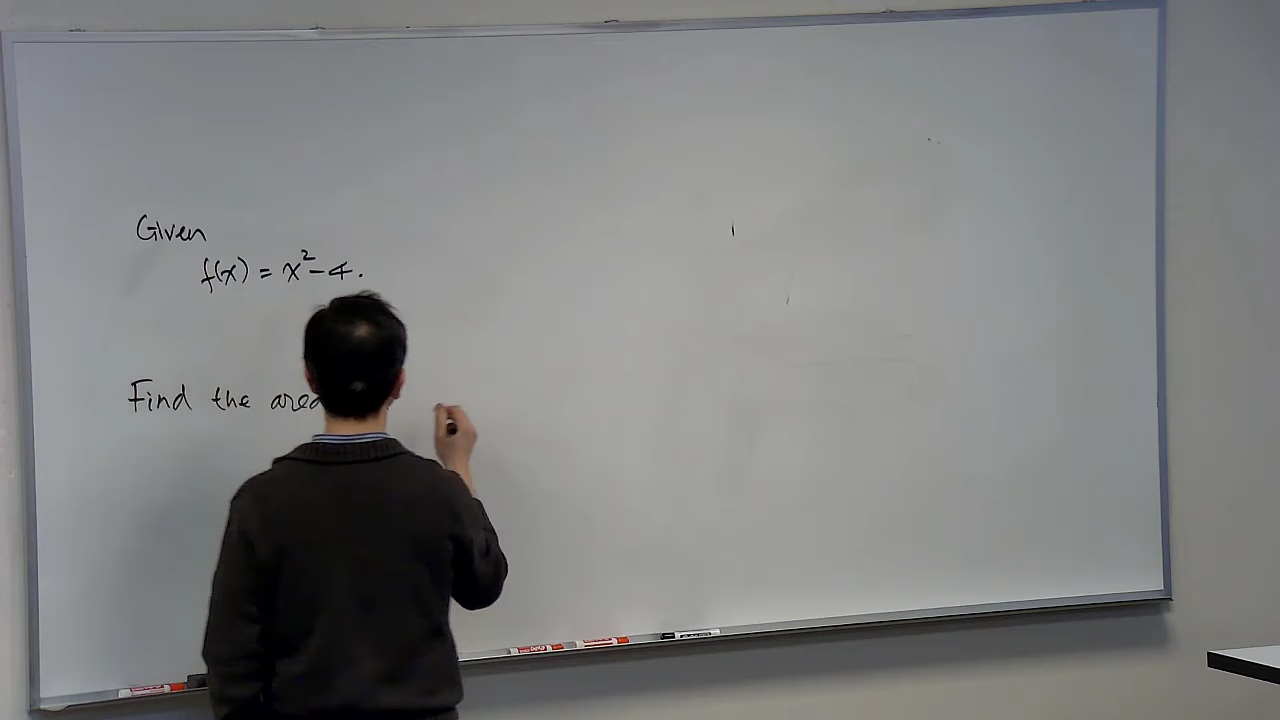 Given
f(x) = x² - 4.
Find the area